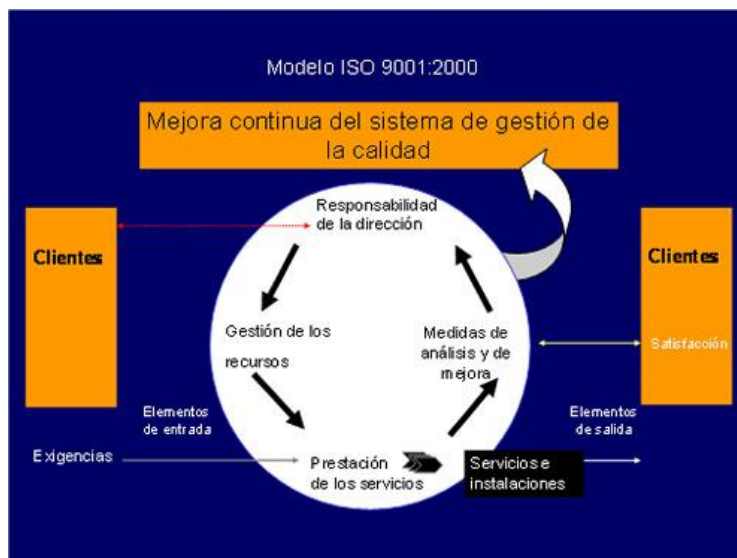 Modelo ISO 9001:2000
Mejora continua del sistema de gestión de
la calidad
Responsabilidad
de la dirección
Clientes
Clientes
Gestión de los
recursos
Medidas de
análisis y de
mejora
Satisfacción
Elementos
de entrada
Elementos
de salida
Exigencias
Prestación
de los servicios
Servicios e
instalaciones